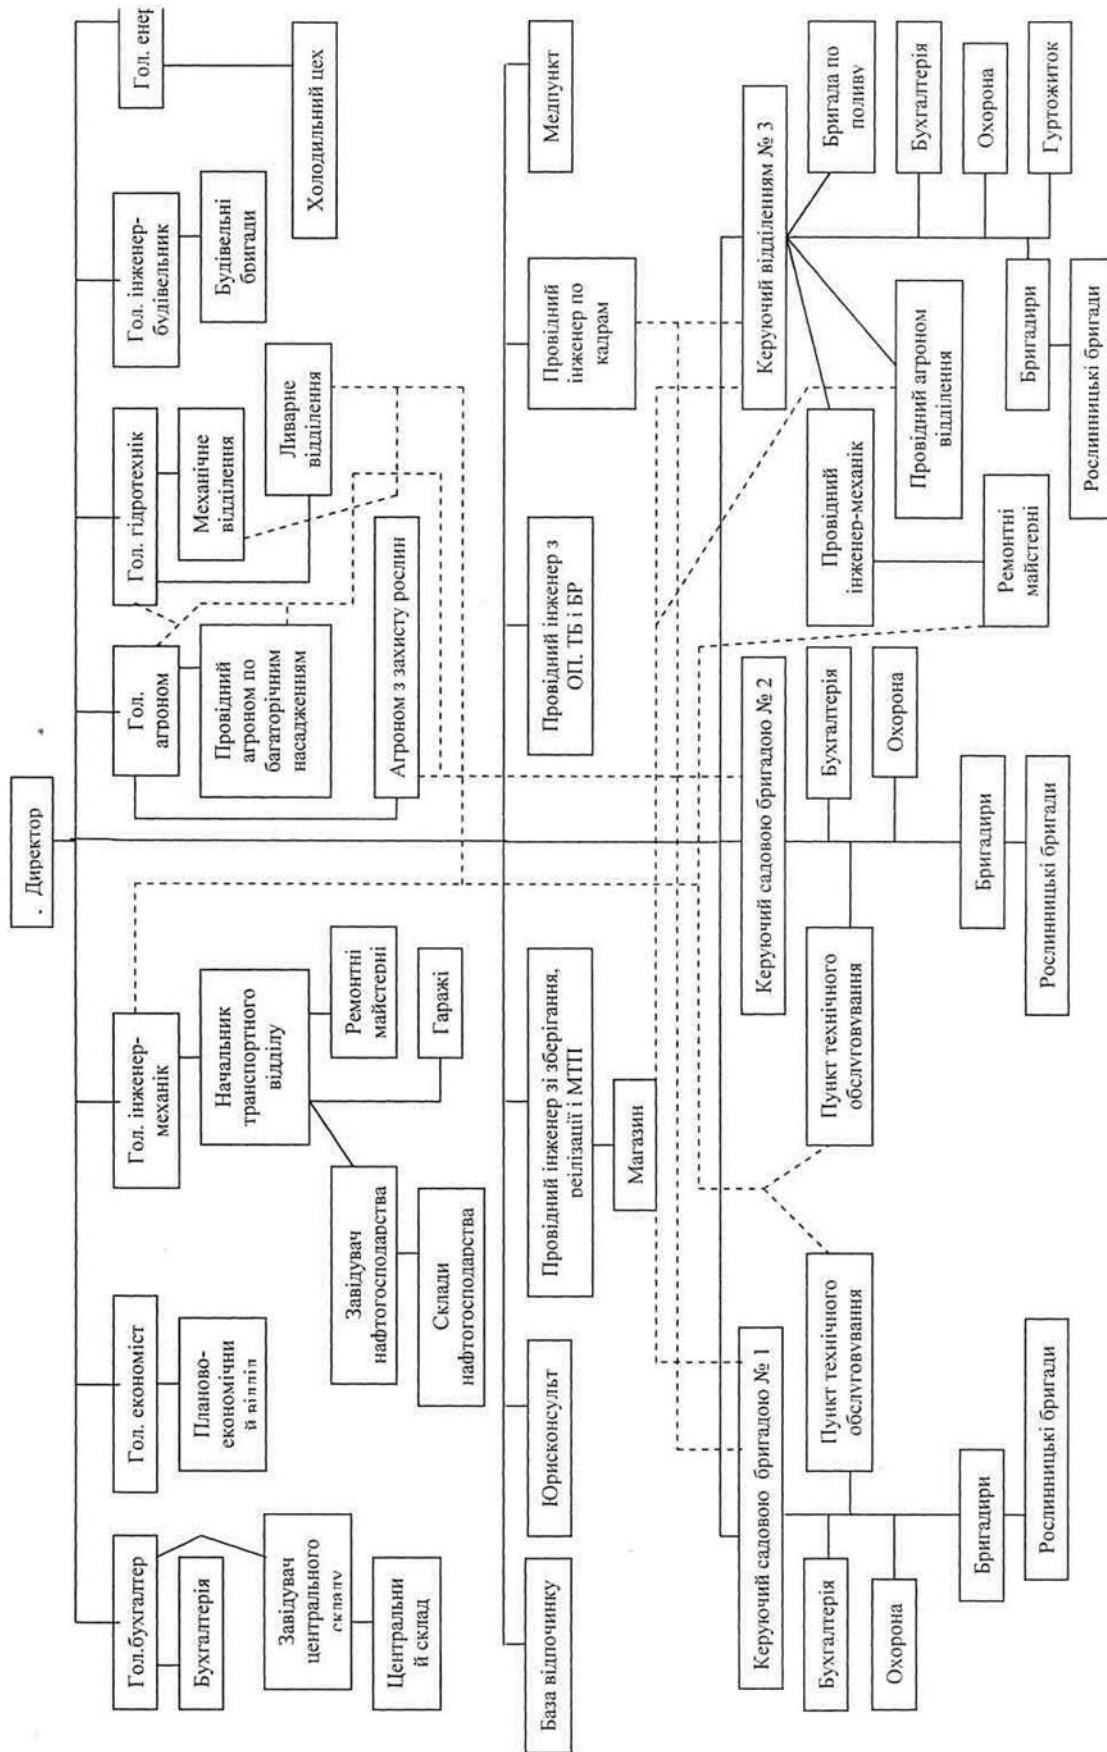 . Директор
Гол.бухгалтер
Бухгалтерія
Завідувач
центрального
складу
Центральни
й склад
Гол. економіст
Планово-
економічни
й відділ
Гол. інженер-
механік
Начальник
транспортного
відділу
Ремонтні
майстерні
Гаражі
Завідувач
нафтогосподарства
Склади
нафтогосподарства
Гол.
агроном
Провідний
агроном по
багаторічним
насадженням
Агроном з захисту рослин
Гол. гідротехнік
Механічне
відділення
Ливарне
відділення
Гол. інженер-
будівельник
Будівельні
бригади
Гол. енер
Холодильний цех
База відпочинку
Юрисконсульт
Провідний інженер зі зберігання,
реілізації і МТП
Магазин
Провідний інженер з
ОП. ТБ і БР
Провідний
інженер по
кадрам
Медпункт
Керуючий садовою бригадою № 1
Бухгалтерія
Охорона
Пункт технічного
обслуговування
Бригадири
Рослинницькі бригади
Керуючий садовою бригадою № 2
Пункт технічного
обслуговування
Бухгалтерія
Охорона
Бригадири
Рослинницькі бригади
Керуючий відділенням № 3
Провідний
інженер-механік
Ремонтні
майстерні
Провідний агроном
відділення
Бригада по
поливу
Бухгалтерія
Охорона
Гуртожиток
Бригадири
Рослинницькі бригади